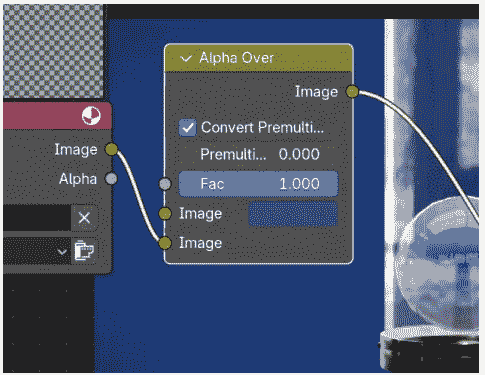 Alpha Over
Image
Convert Premulti...
Image
Premulti... 0.000
Alpha
Fac 1.000
Image
Image